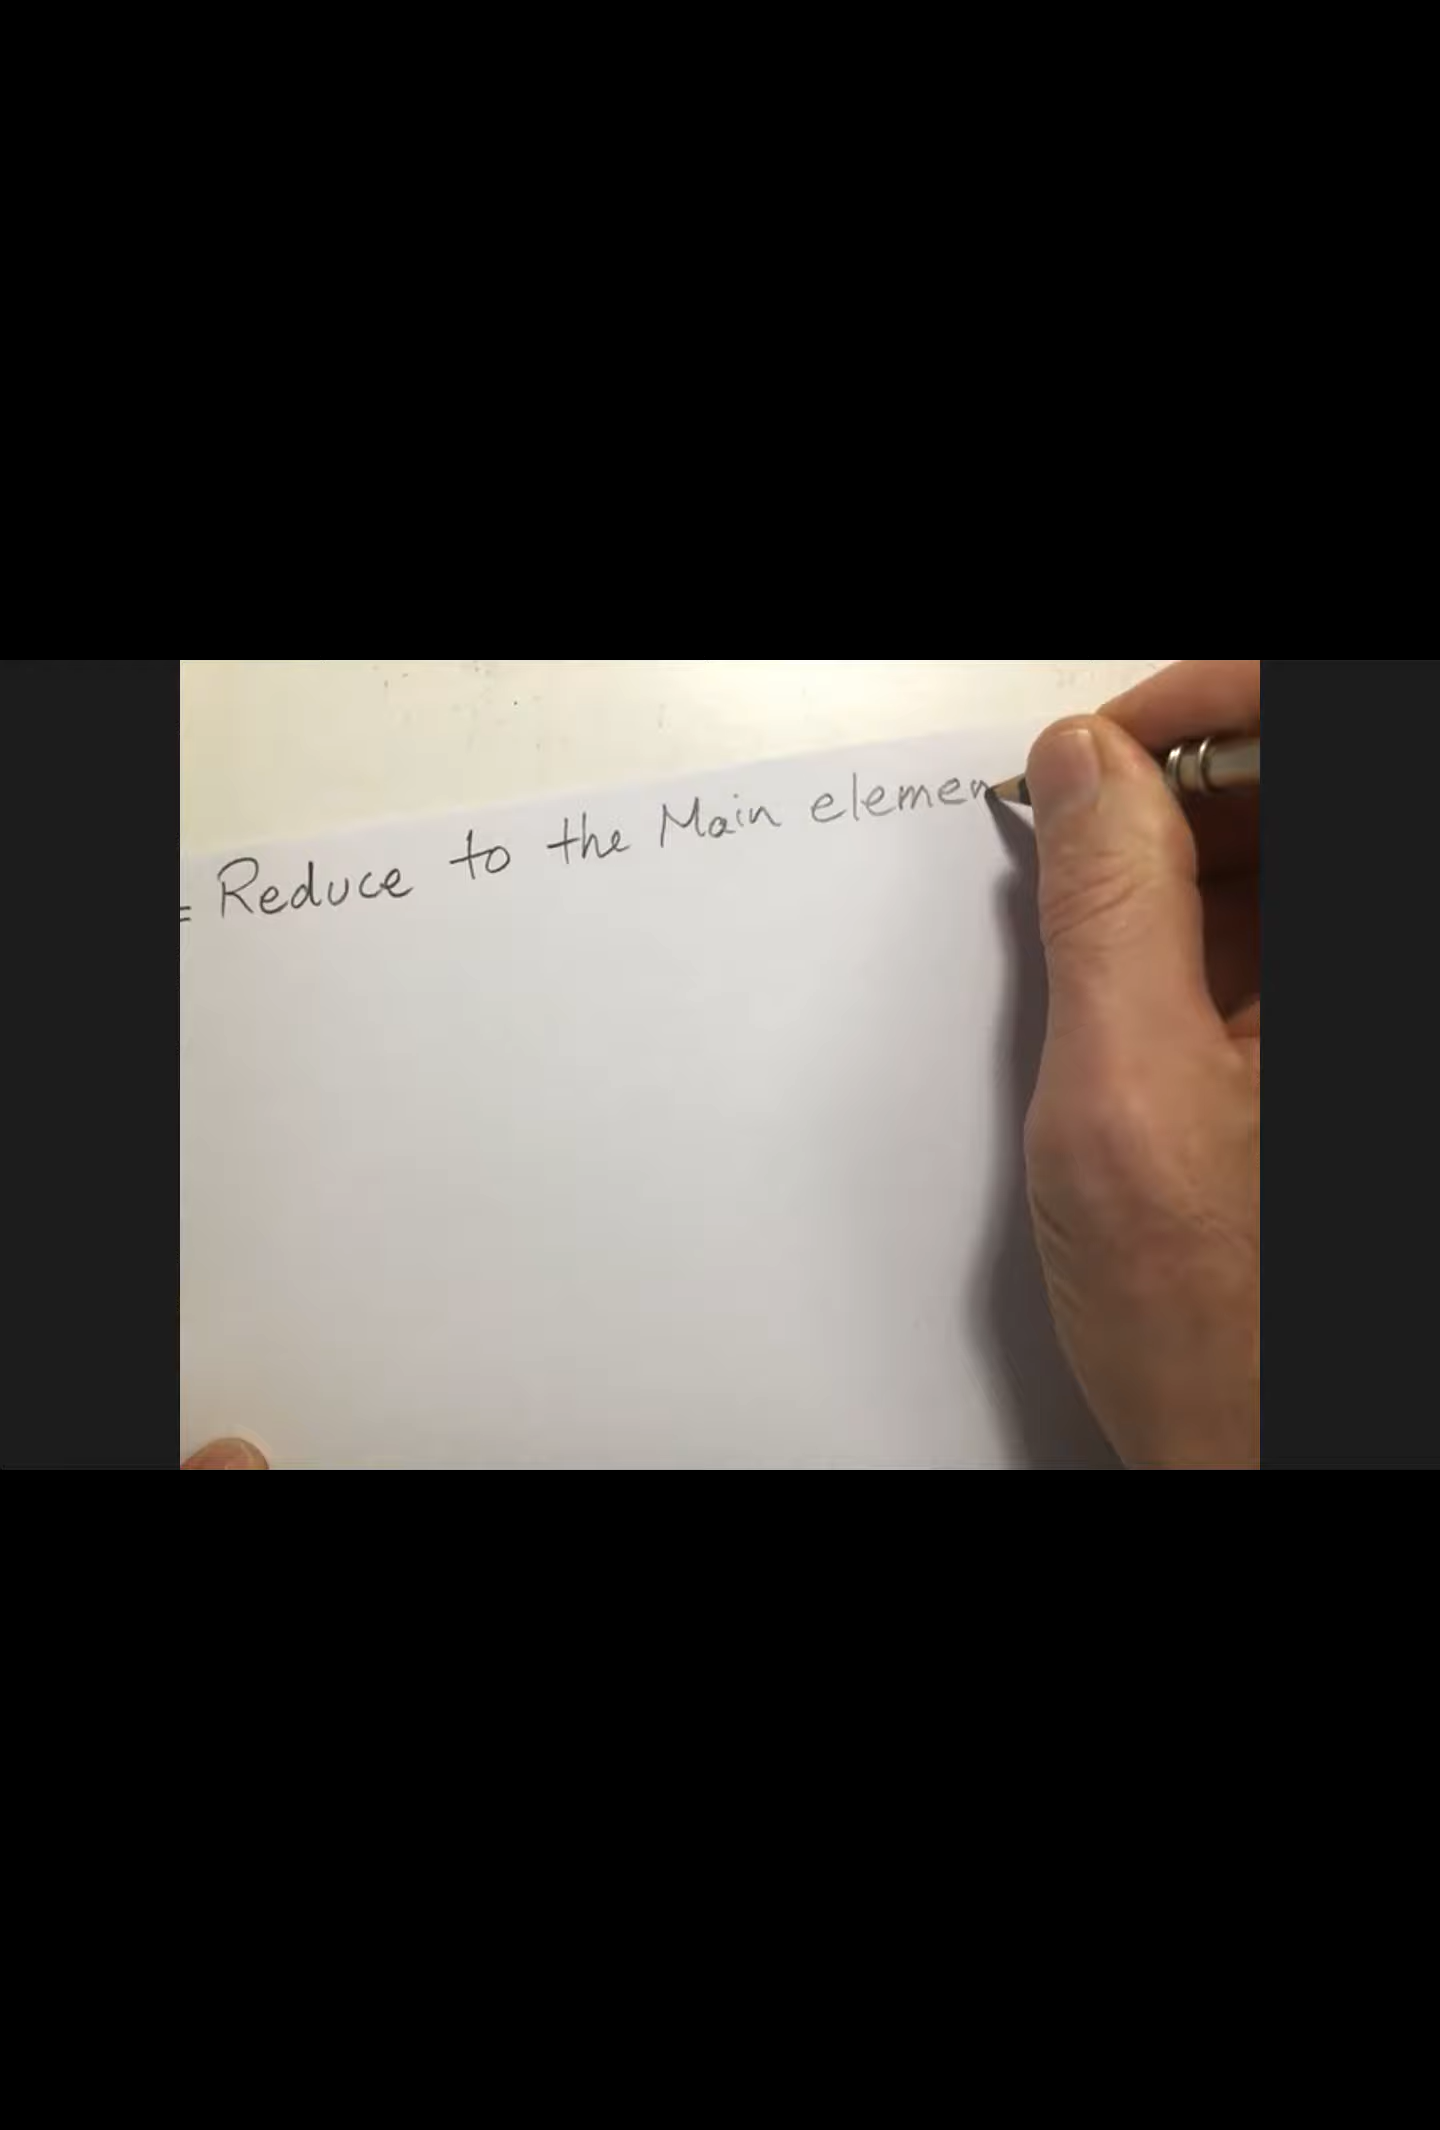 = Reduce to the Main elemen